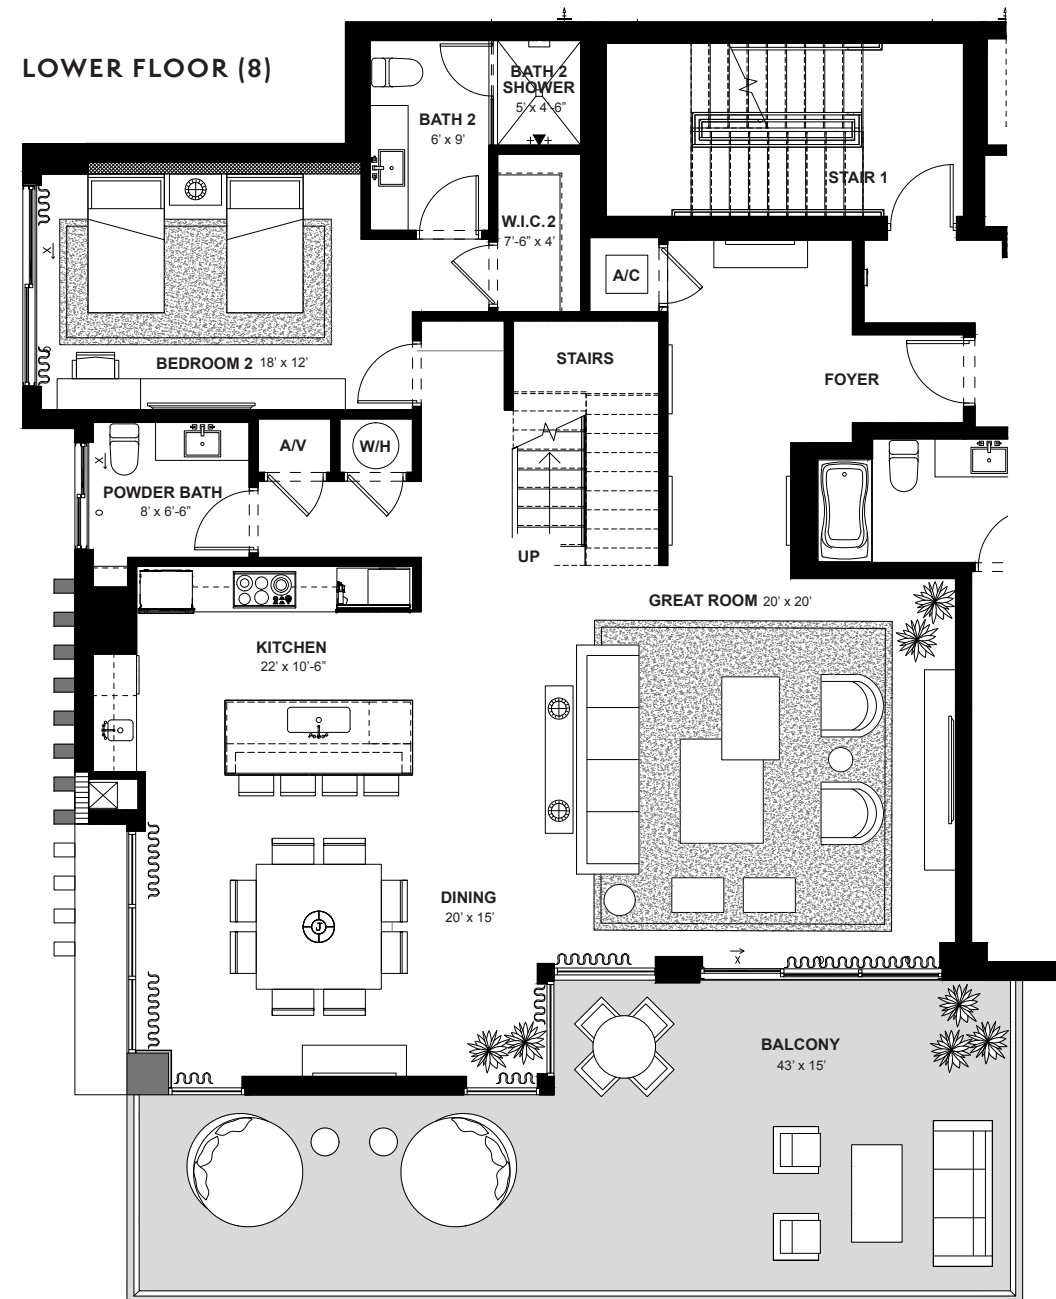 LOWER FLOOR (8)
BATH 2
SHOWER
5' x 4'-6"
BATH 2
6' x 9'
STAIR 1
W.I.C.2
7'-6" x 4'
A/C
X
BEDROOM 2 18' x 12'
STAIRS
FOYER
A/V
W/H
X
POWDER BATH
8' x 6'-6"
UP
GREAT ROOM 20' x 20'
KITCHEN
22' x 10'-6"
DINING
20' x 15'
J
X
BALCONY
43' x 15'